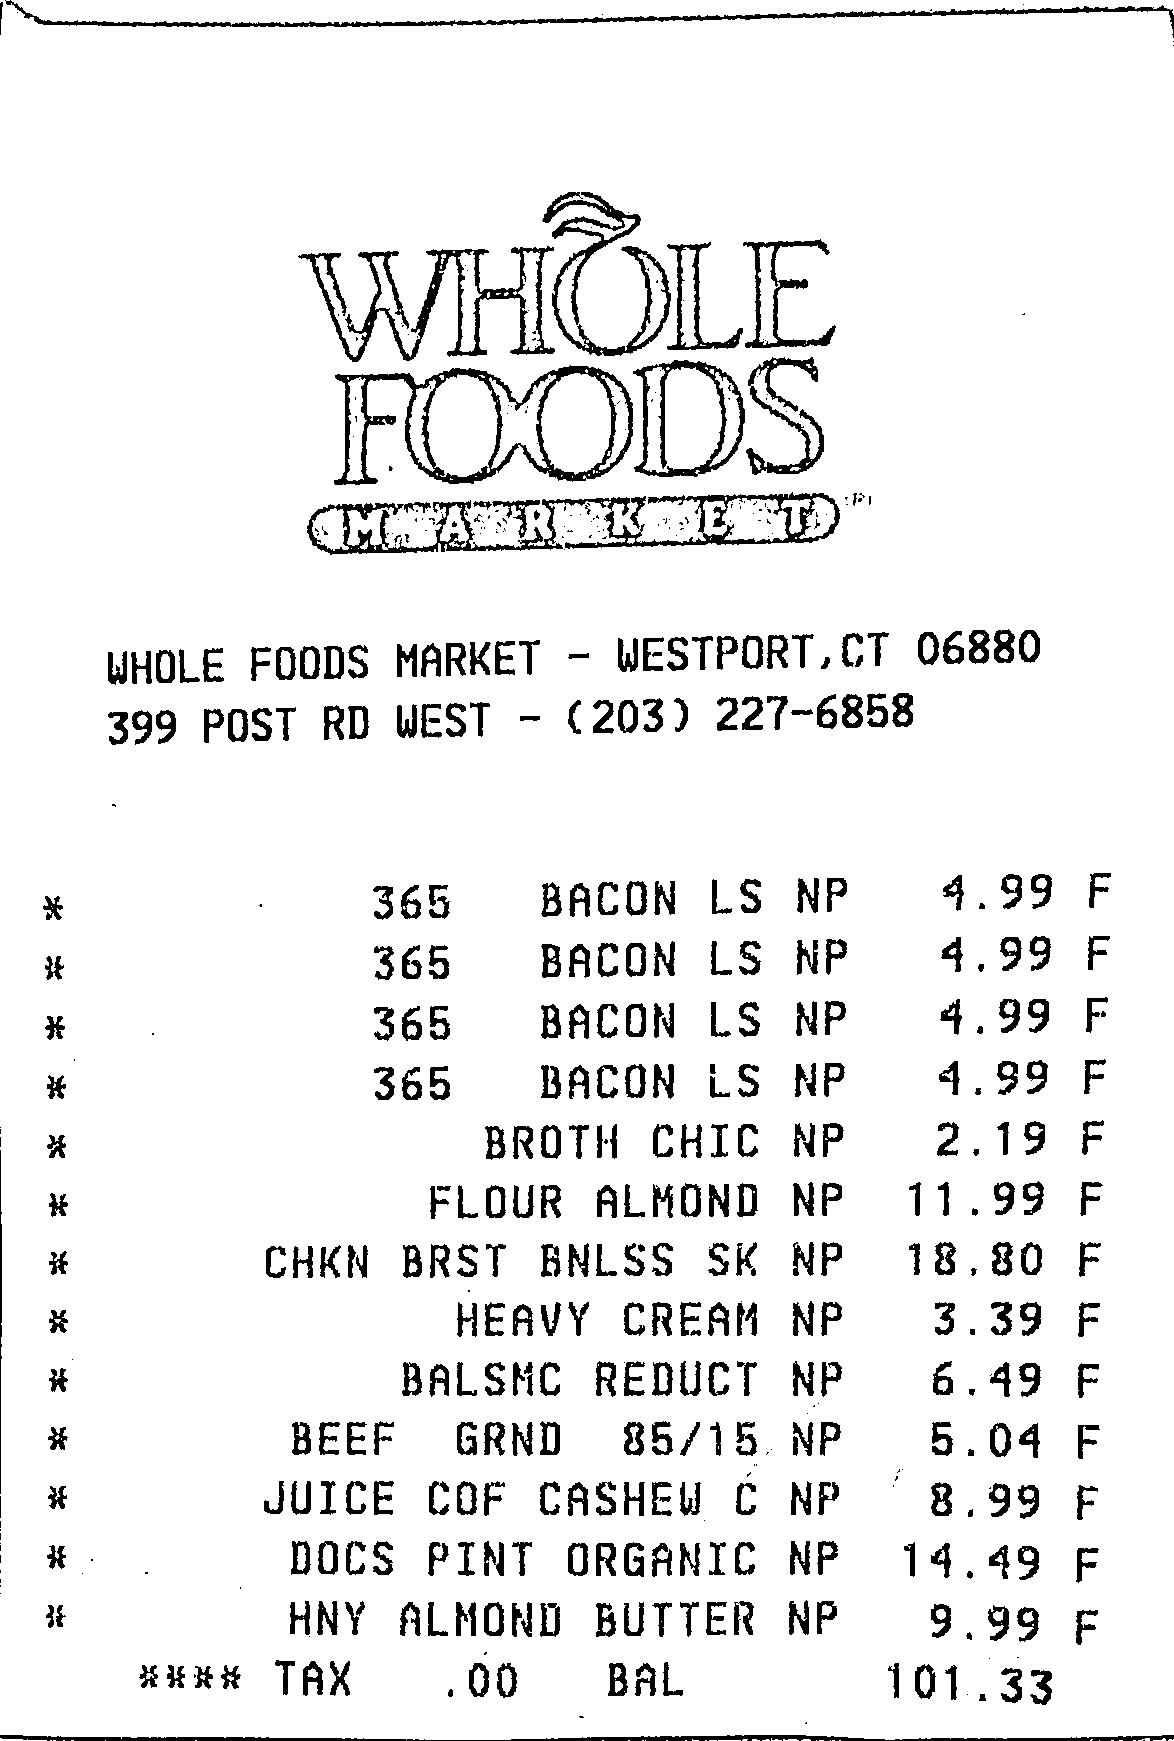 WHOLE
FOODS
MARKET
WHOLE FOODS MARKET - WESTPORT,CT 06880
399 POST RD WEST - (203) 227-6858
* 365 BACON LS NP 4.99 F
* 365 BACON LS NP 4.99 F
* 365 BACON LS NP 4.99 F
* 365 BACON LS NP 4.99 F
* BROTH CHIC NP 2.19 F
* FLOUR ALMOND NP 11.99 F
* CHKN BRST BNLSS SK NP 18.80 F
* HEAVY CREAM NP 3.39 F
* BALSMC REDUCT NP 6.49 F
* BEEF GRND 85/15 NP 5.04 F
* JUICE COF CASHEW C NP 8.99 F
* DOCS PINT ORGANIC NP 14.49 F
* HNY ALMOND BUTTER NP 9.99 F
**** TAX .00 BAL 101.33